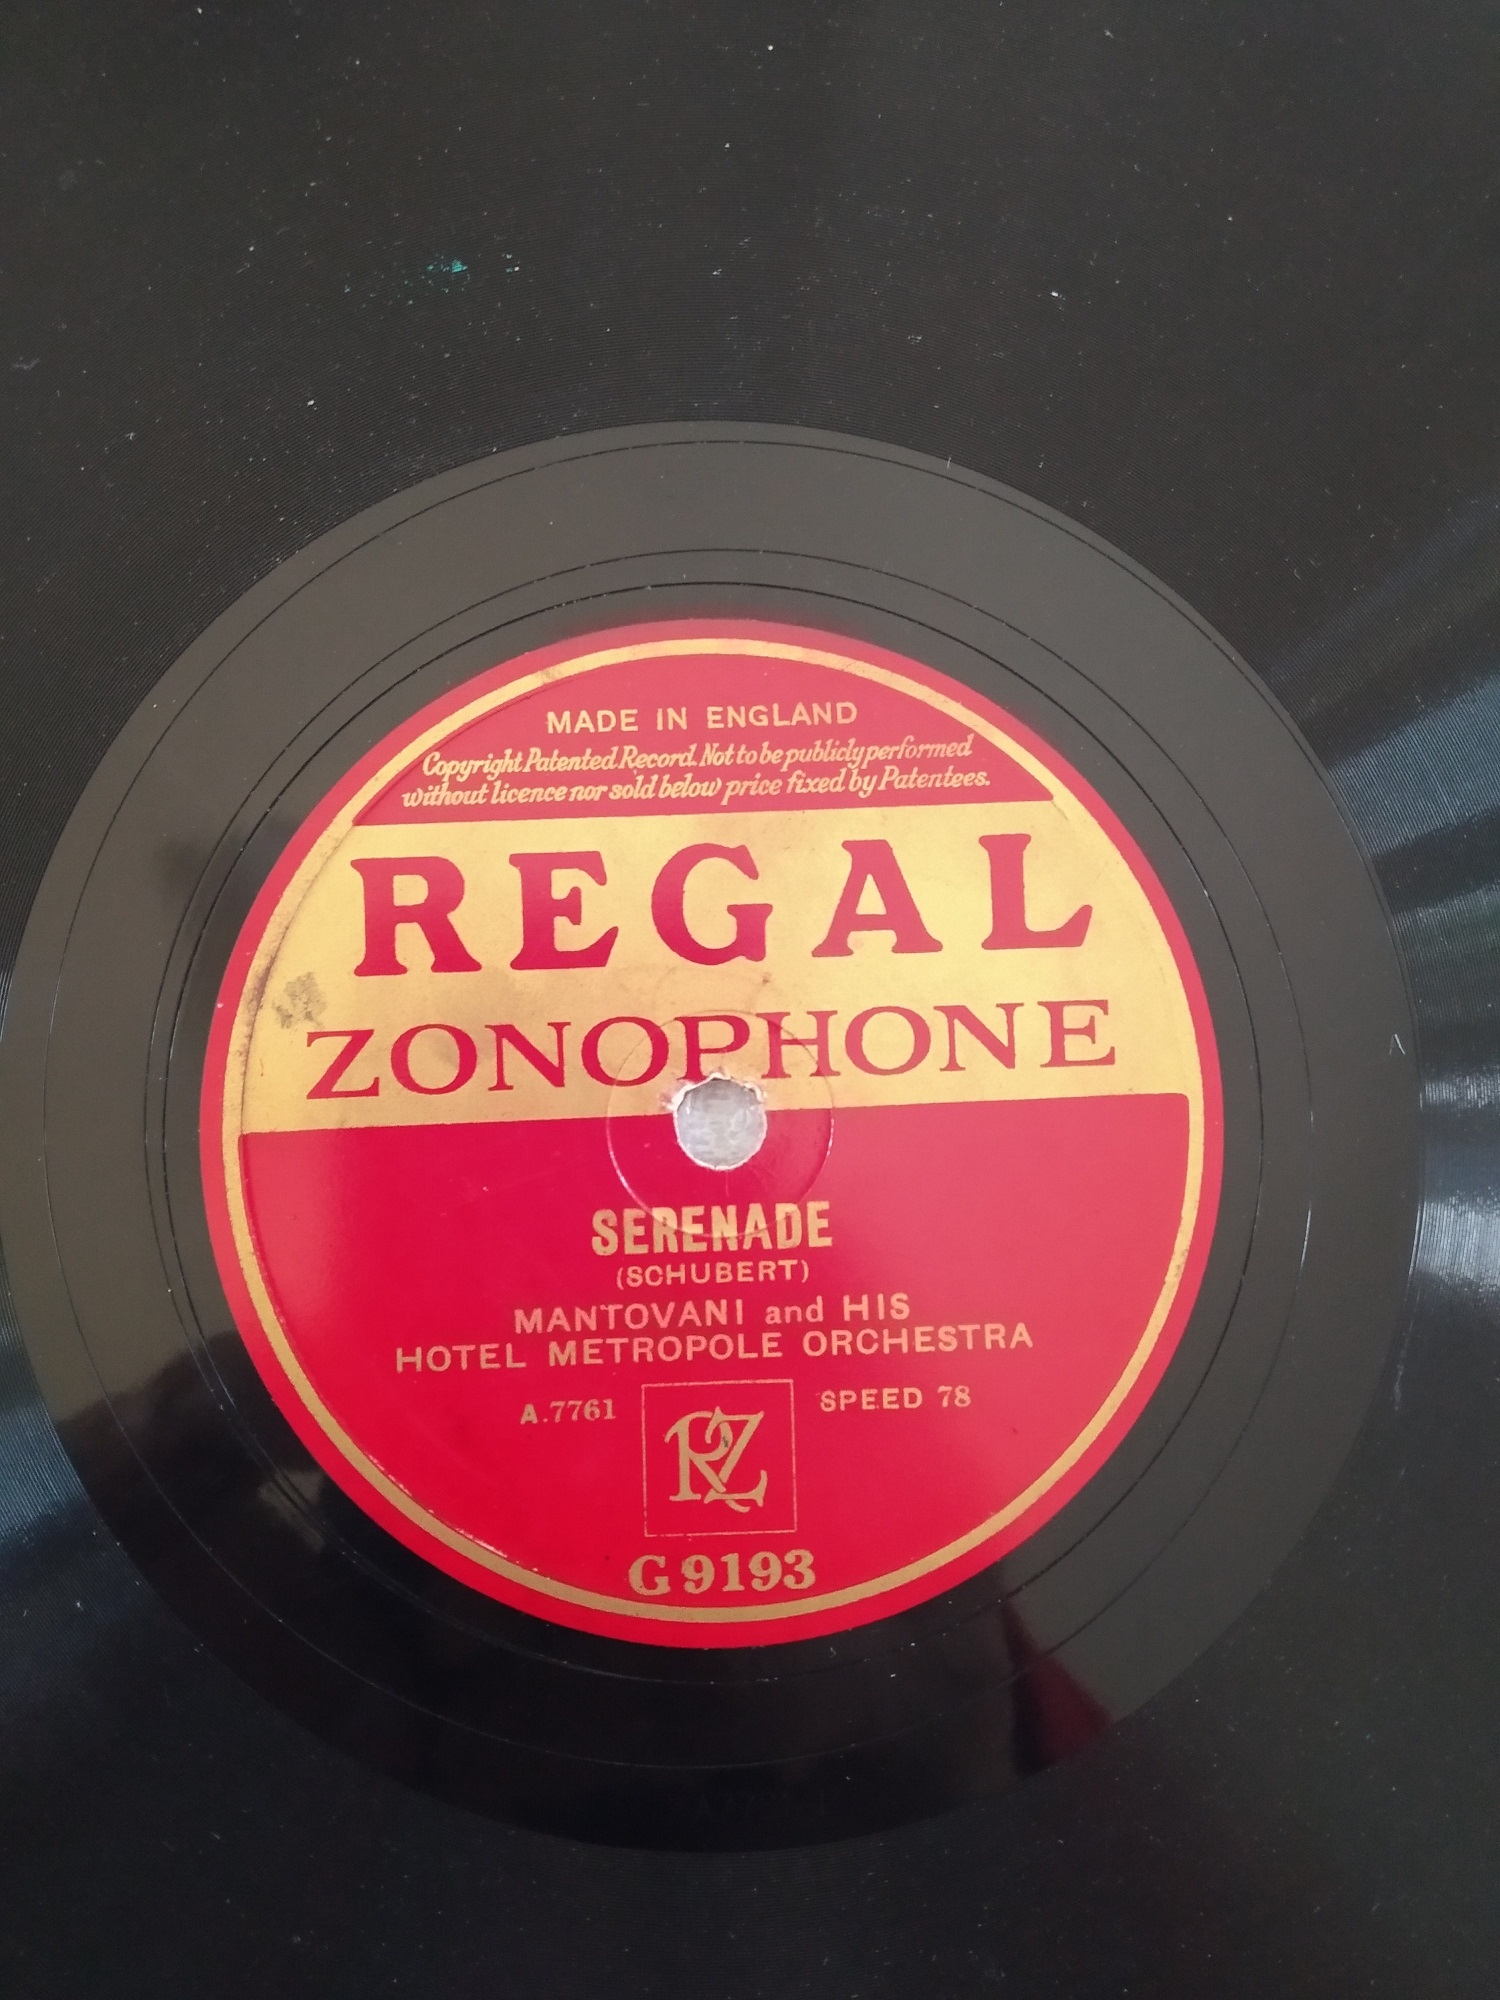 MADE IN ENGLAND
Copyright Patented Record. Not to be publicly performed
without licence nor sold below price fixed by Patentees.
REGAL
ZONOPHONE
SERENADE
(SCHUBERT)
MANTOVANI and HIS
HOTEL METROPOLE ORCHESTRA
A.7761 SPEED 78
RZ
G 9193